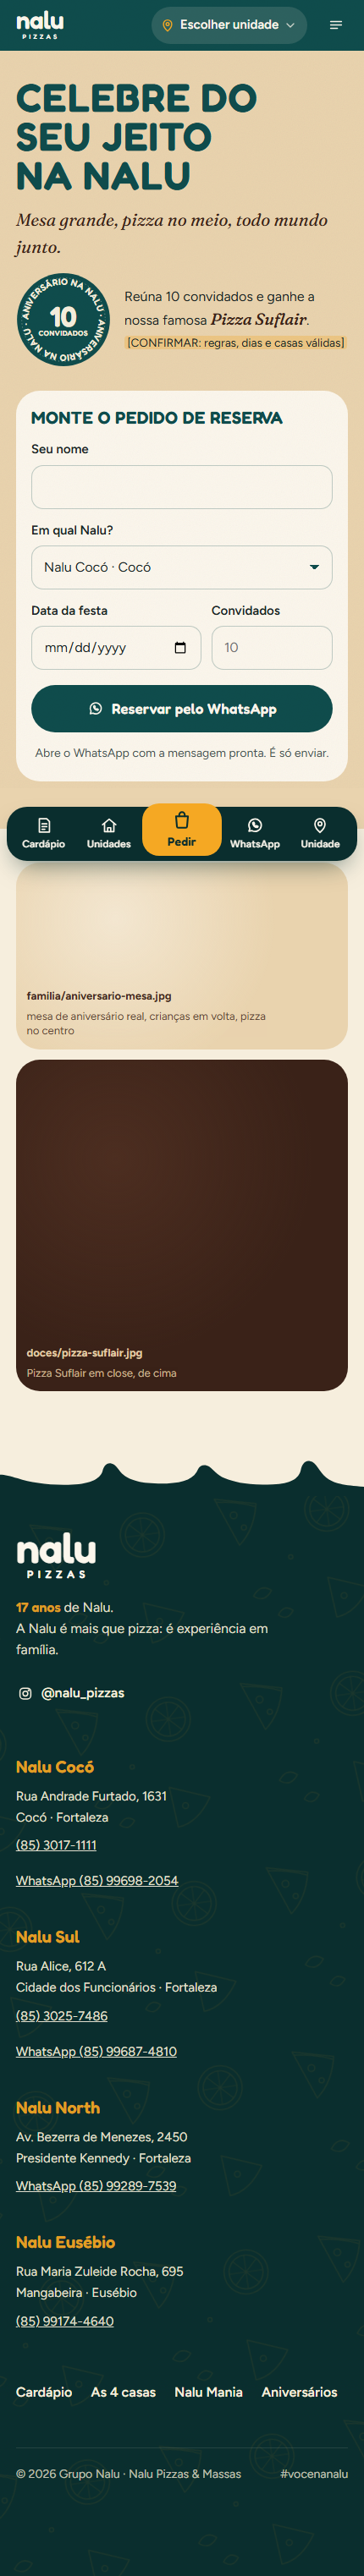 nalu
PIZZAS
Escolher unidade
CELEBRE DO
SEU JEITO
NA NALU
Mesa grande, pizza no meio, todo mundo
junto.
ANIVERSÁRIO NA NALU · ANIVERSÁRIO NA NALU ·
10
CONVIDADOS
Reúna 10 convidados e ganhe a
nossa famosa Pizza Suflair.
[CONFIRMAR: regras, dias e casas válidas]
MONTE O PEDIDO DE RESERVA
Seu nome
Em qual Nalu?
Nalu Cocó · Cocó
Data da festa
Convidados
mm/dd/yyyy
10
Reservar pelo WhatsApp
Abre o WhatsApp com a mensagem pronta. É só enviar.
Cardápio
Unidades
Pedir
WhatsApp
Unidade
familia/aniversario-mesa.jpg
mesa de aniversário real, crianças em volta, pizza
no centro
doces/pizza-suflair.jpg
Pizza Suflair em close, de cima
nalu
PIZZAS
17 anos de Nalu.
A Nalu é mais que pizza: é experiência em
família.
@nalu_pizzas
Nalu Cocó
Rua Andrade Furtado, 1631
Cocó · Fortaleza
(85) 3017-1111
WhatsApp (85) 99698-2054
Nalu Sul
Rua Alice, 612 A
Cidade dos Funcionários · Fortaleza
(85) 3025-7486
WhatsApp (85) 99687-4810
Nalu North
Av. Bezerra de Menezes, 2450
Presidente Kennedy · Fortaleza
WhatsApp (85) 99289-7539
Nalu Eusébio
Rua Maria Zuleide Rocha, 695
Mangabeira · Eusébio
(85) 99174-4640
Cardápio
As 4 casas
Nalu Mania
Aniversários
© 2026 Grupo Nalu · Nalu Pizzas & Massas
#vocenanalu